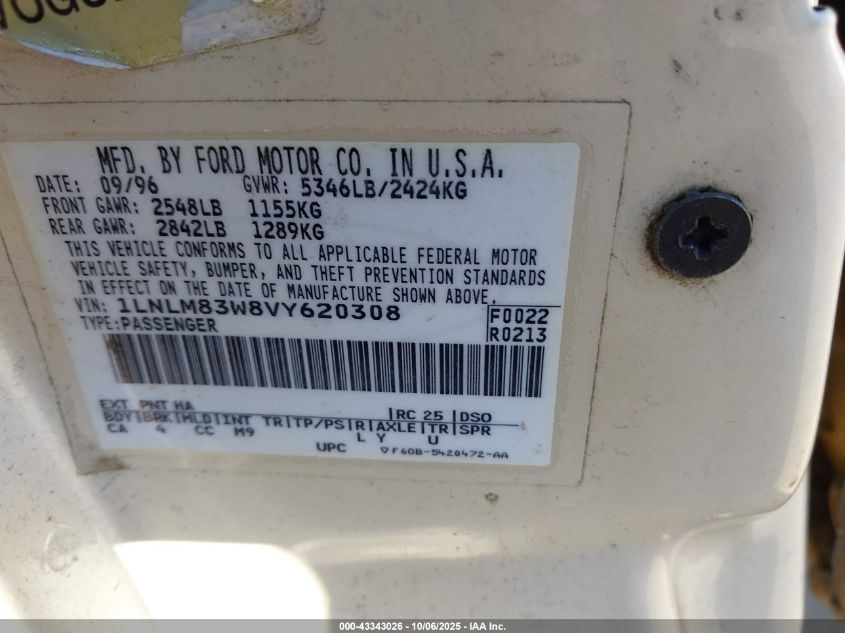 MFD. BY FORD MOTOR CO. IN U.S.A.
DATE: 09/96 GVWR: 5346LB/2424KG
FRONT GAWR: 2548LB 1155KG
REAR GAWR: 2842LB 1289KG
THIS VEHICLE CONFORMS TO ALL APPLICABLE FEDERAL MOTOR
VEHICLE SAFETY, BUMPER, AND THEFT PREVENTION STANDARDS
IN EFFECT ON THE DATE OF MANUFACTURE SHOWN ABOVE.
VIN: 1LNLM83W8VY620308 F0022
TYPE: PASSENGER R0213
EXT PNT HA RC 25 DSO
BDY BRK MLD INT TR TP/PS R AXLE TR SPR
CA 4 CC M9 L Y U
UPC ▽F60B-5420472-AA
000-43343026 - 10/06/2025 - IAA Inc.